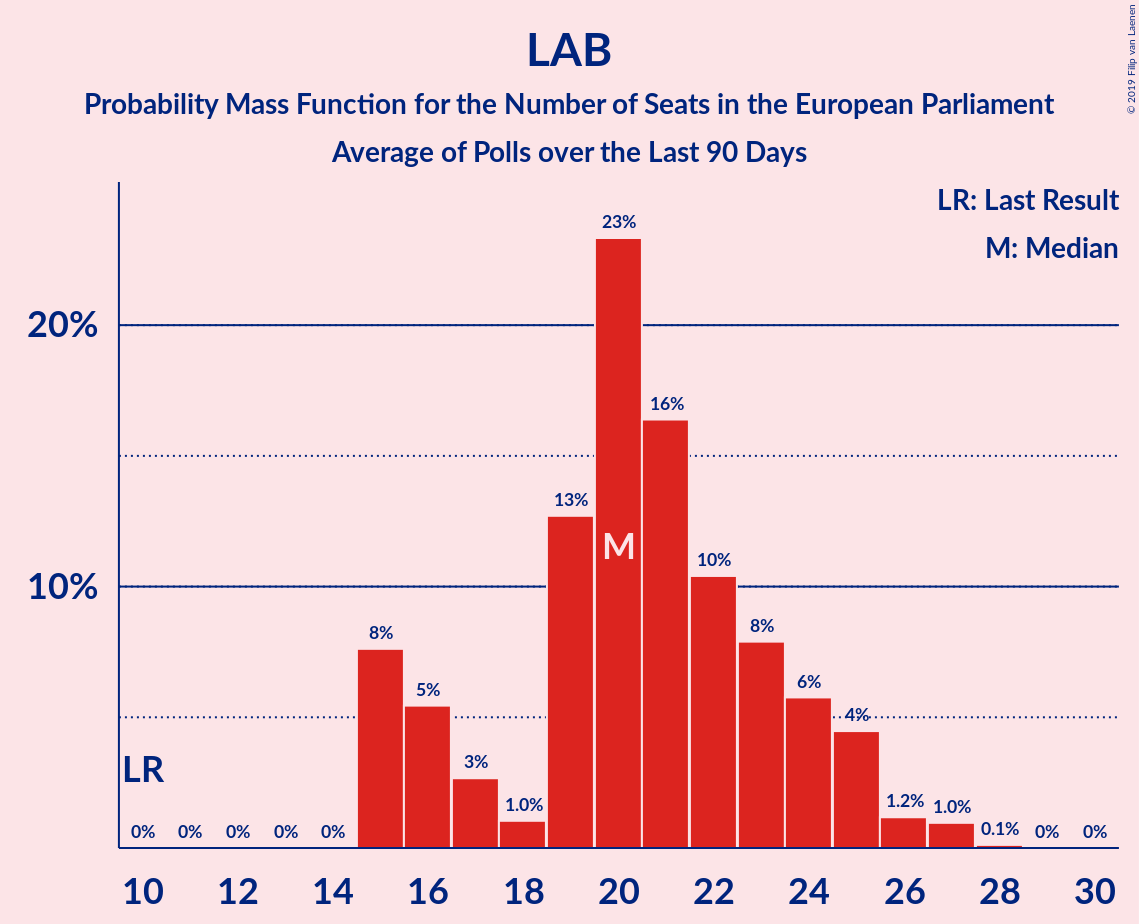 LAB
Probability Mass Function for the Number of Seats in the European Parliament
Average of Polls over the Last 90 Days
© 2019 Filip van Laenen
LR: Last Result
M: Median
20%
10%
LR
M
0%
0%
0%
0%
0%
8%
5%
3%
1.0%
13%
23%
16%
10%
8%
6%
4%
1.2%
1.0%
0.1%
0%
0%
10 12 14 16 18 20 22 24 26 28 30